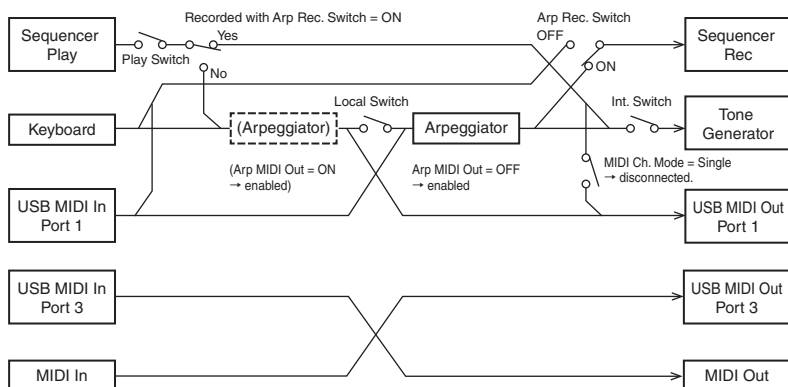 Recorded with Arp Rec. Switch = ON
Arp Rec. Switch
Sequencer
Play
Play Switch
Yes
No
OFF
ON
Sequencer
Rec
Keyboard
(Arpeggiator)
Local Switch
Arpeggiator
Int. Switch
Tone
Generator
(Arp MIDI Out = ON
→ enabled)
Arp MIDI Out = OFF
→ enabled
MIDI Ch. Mode = Single
→ disconnected.
USB MIDI In
Port 1
USB MIDI Out
Port 1
USB MIDI In
Port 3
USB MIDI Out
Port 3
MIDI In
MIDI Out